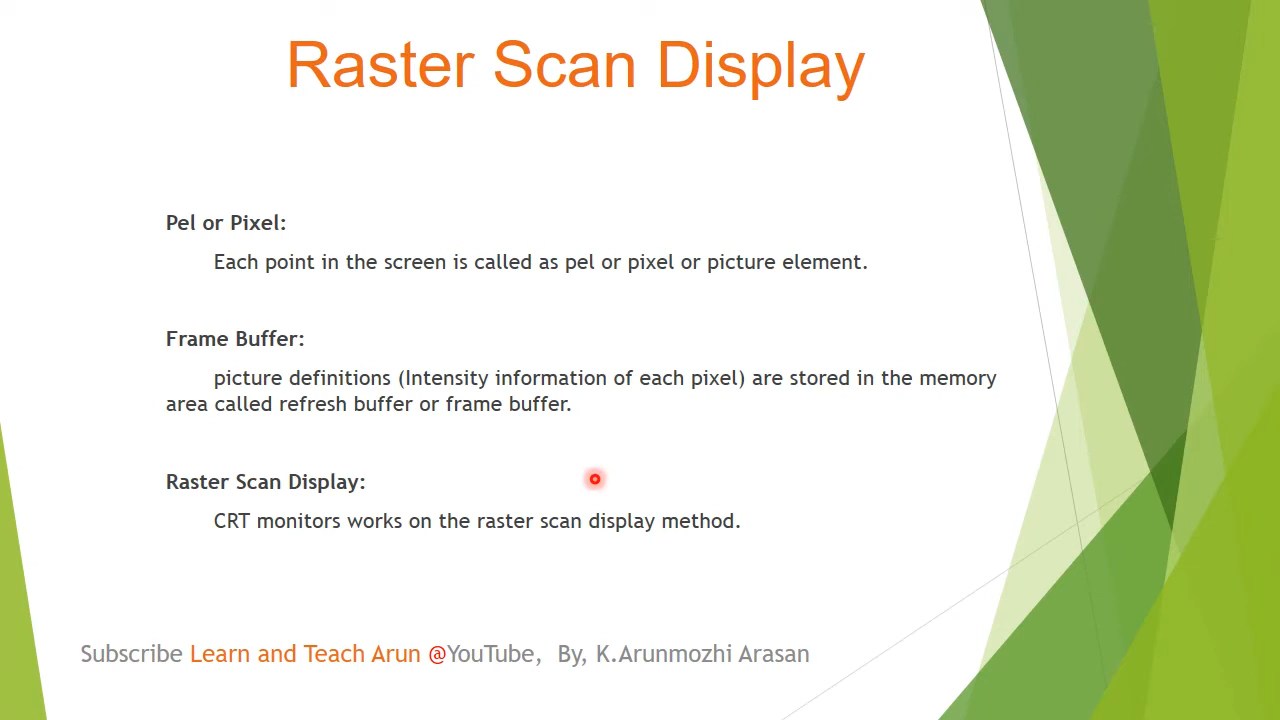 Raster Scan Display
Pel or Pixel:
Each point in the screen is called as pel or pixel or picture element.
Frame Buffer:
picture definitions (Intensity information of each pixel) are stored in the memory
area called refresh buffer or frame buffer.
Raster Scan Display:
CRT monitors works on the raster scan display method.
Subscribe Learn and Teach Arun @YouTube, By, K.Arunmozhi Arasan